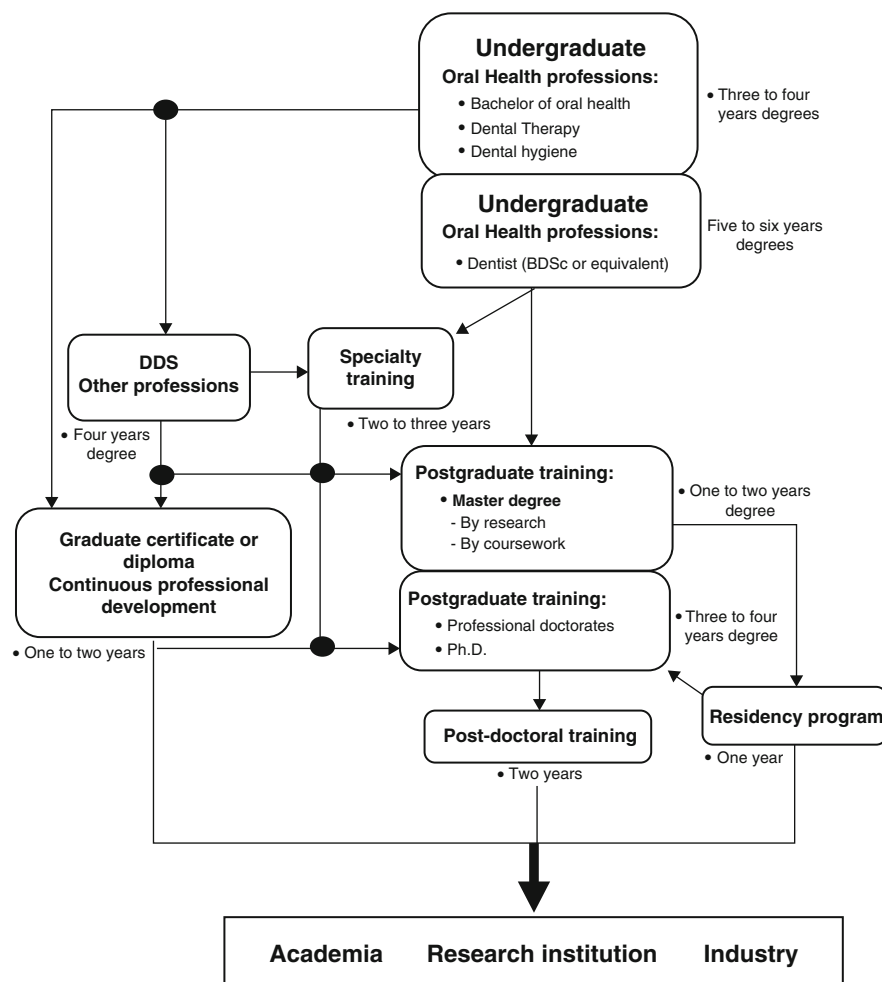 Undergraduate
Oral Health professions:
• Bachelor of oral health
• Dental Therapy
• Dental hygiene
• Three to four
years degrees
Undergraduate
Oral Health professions:
• Dentist (BDSc or equivalent)
Five to six years
degrees
DDS
Other professions
Specialty
training
• Four years
degree
• Two to three years
Postgraduate training:
• Master degree
- By research
- By coursework
• One to two years
degree
Graduate certificate or
diploma
Continuous professional
development
Postgraduate training:
• Professional doctorates
• Ph.D.
• Three to four
years degree
• One to two years
Residency program
Post-doctoral training
• One year
• Two years
Academia Research institution Industry